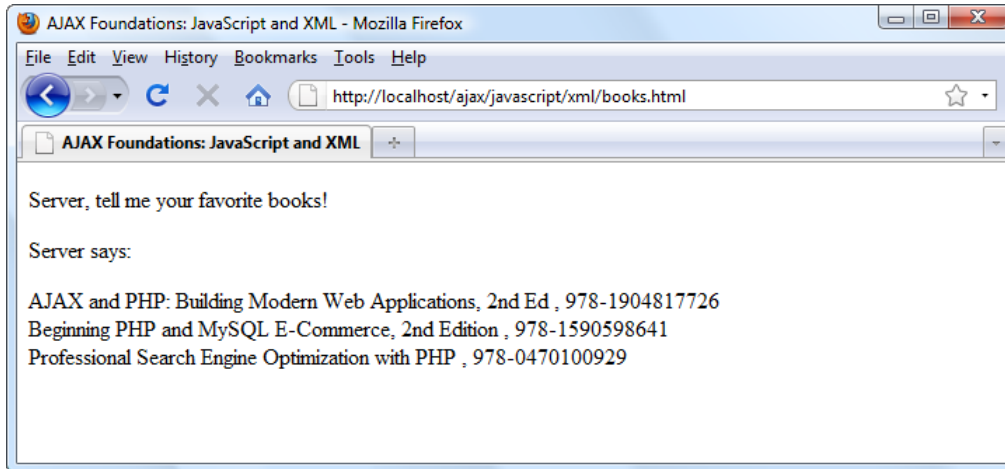 AJAX Foundations: JavaScript and XML - Mozilla Firefox
File Edit View History Bookmarks Tools Help
http://localhost/ajax/javascript/xml/books.html
AJAX Foundations: JavaScript and XML
Server, tell me your favorite books!
Server says:
AJAX and PHP: Building Modern Web Applications, 2nd Ed , 978-1904817726
Beginning PHP and MySQL E-Commerce, 2nd Edition , 978-1590598641
Professional Search Engine Optimization with PHP , 978-0470100929